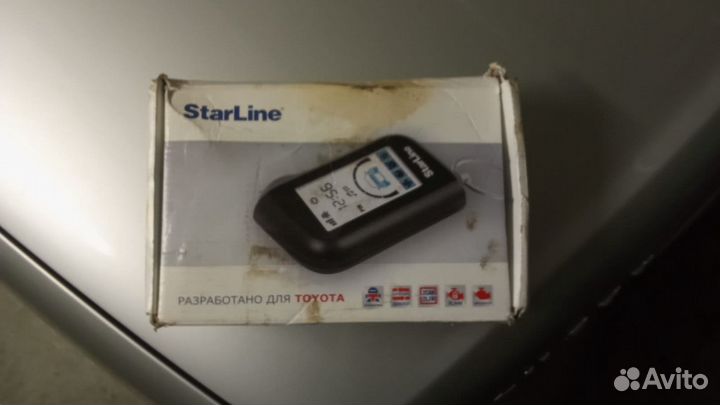 StarLine
StarLine
12:56
РАЗРАБОТАНО ДЛЯ TOYOTA
Avito